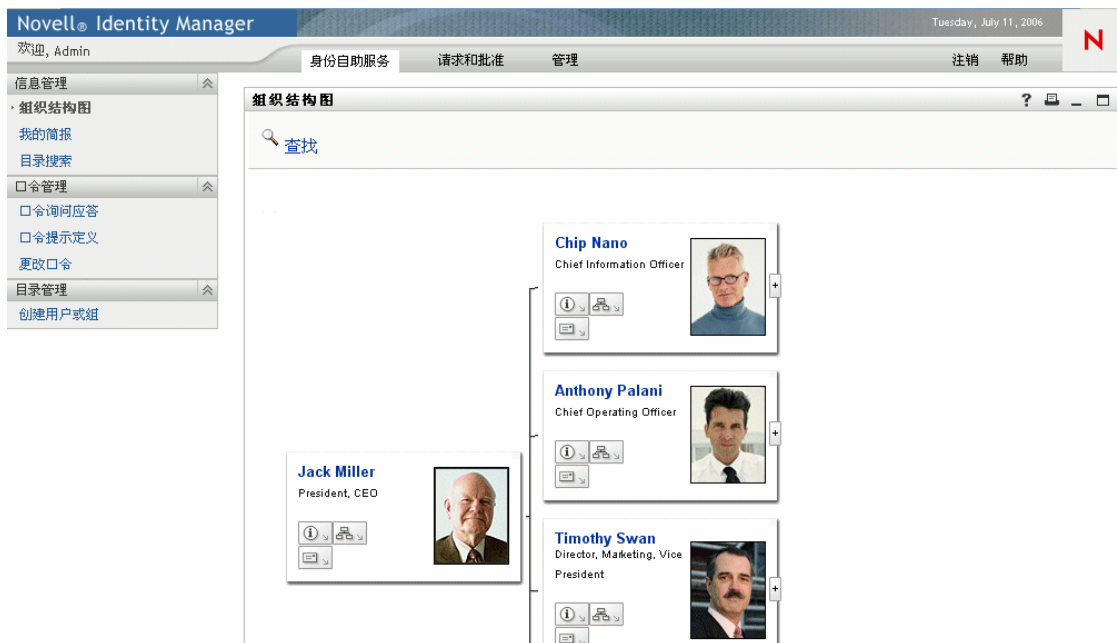 Novell® Identity Manager
Tuesday, July 11, 2006
N
欢迎, Admin
身份自助服务
请求和批准
管理
注销
帮助
信息管理
组织结构图
我的简报
目录搜索
口令管理
口令询问应答
口令提示定义
更改口令
目录管理
创建用户或组
组织结构图
?
查找
Chip Nano
Chief Information Officer
+
Anthony Palani
Chief Operating Officer
+
Jack Miller
President, CEO
Timothy Swan
Director, Marketing, Vice
President
+